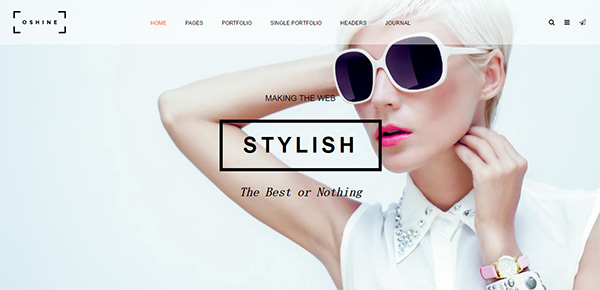 OSHINE
HOME PAGES PORTFOLIO SINGLE PORTFOLIO HEADERS JOURNAL
MAKING THE WEB
STYLISH
The Best or Nothing